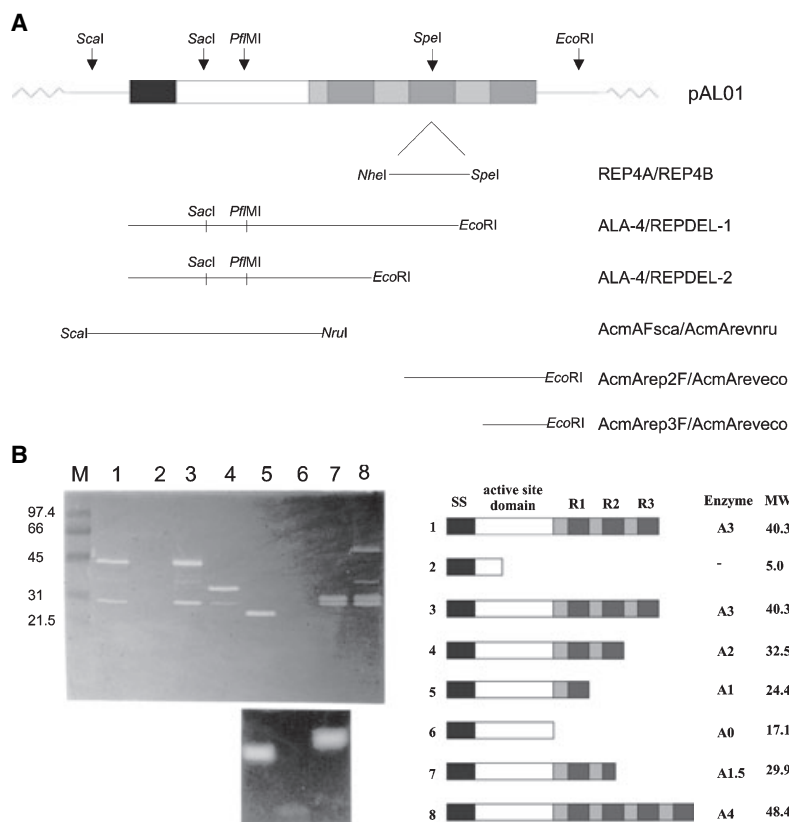 A
ScaI SacI PflMI SpeI EcoRI
pAL01
NheI SpeI REP4A/REP4B
SacI PflMI
EcoRI ALA-4/REPDEL-1
SacI PflMI
EcoRI ALA-4/REPDEL-2
ScaI NruI AcmAFsca/AcmArevnru
EcoRI AcmArep2F/AcmAreveco
EcoRI AcmArep3F/AcmAreveco
B
M 1 2 3 4 5 6 7 8
97.4
66
45
31
21.5
SS active site domain R1 R2 R3 Enzyme MW
1 A3 40.3
2 - 5.0
3 A3 40.3
4 A2 32.5
5 A1 24.4
6 A0 17.1
7 A1.5 29.9
8 A4 48.4